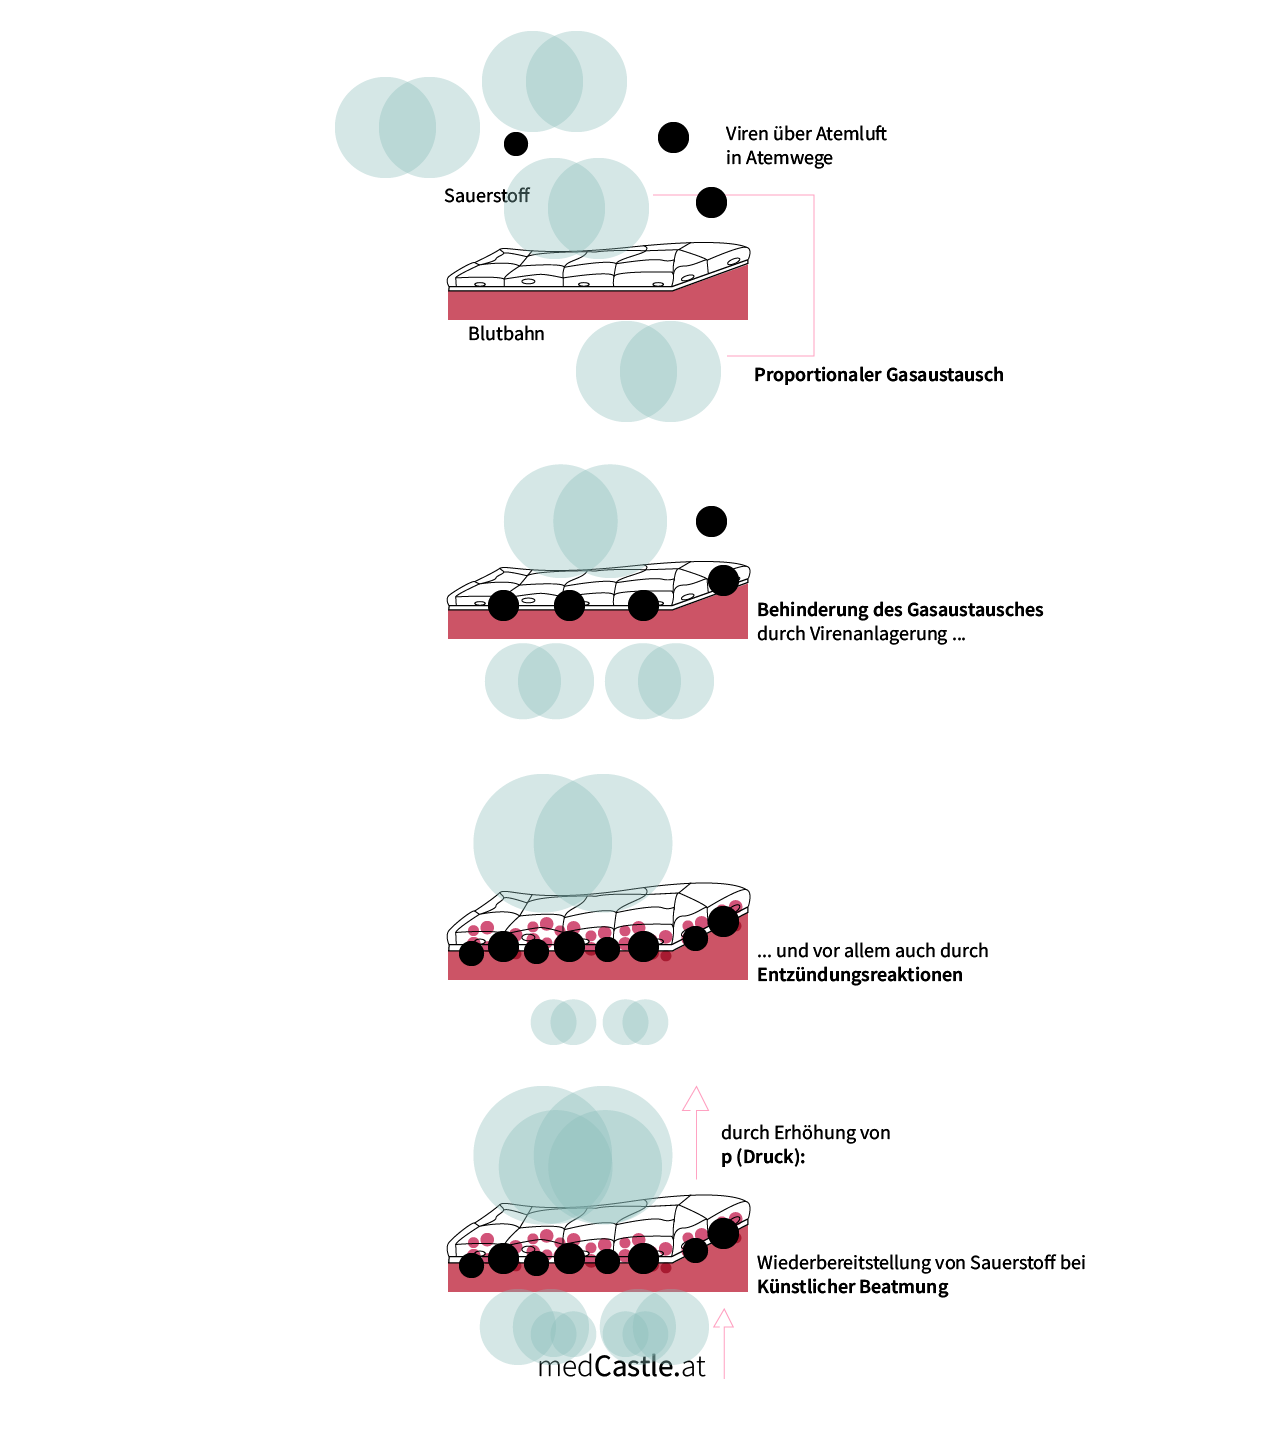 Viren über Atemluft
in Atemwege
Sauerstoff
Blutbahn
Proportionaler Gasaustausch
Behinderung des Gasaustausches
durch Virenanlagerung ...
... und vor allem auch durch
Entzündungsreaktionen
durch Erhöhung von
p (Druck):
Wiederbereitstellung von Sauerstoff bei
Künstlicher Beatmung
medCastle.at